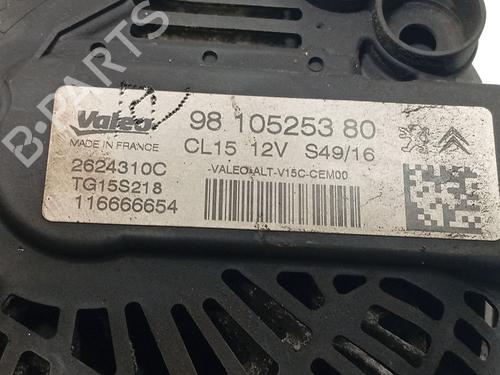 B-PARTS
Valeo
MADE IN FRANCE
98 105253 80
CL15 12V S49/16
-VALEO-ALT-V15C-CEM00
2624310C
TG15S218
116666654